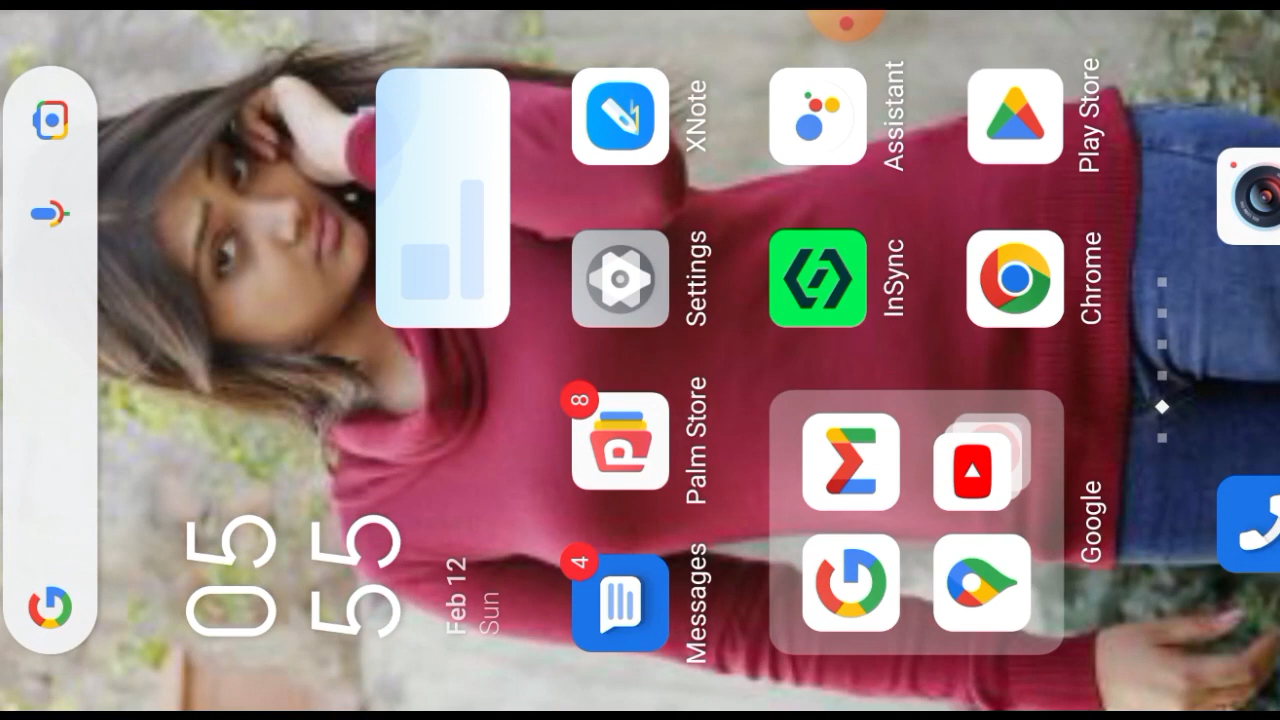 05
55
Feb 12
Sun
8
4
Messages
Palm Store
Settings
XNote
Google
InSync
Assistant
Chrome
Play Store